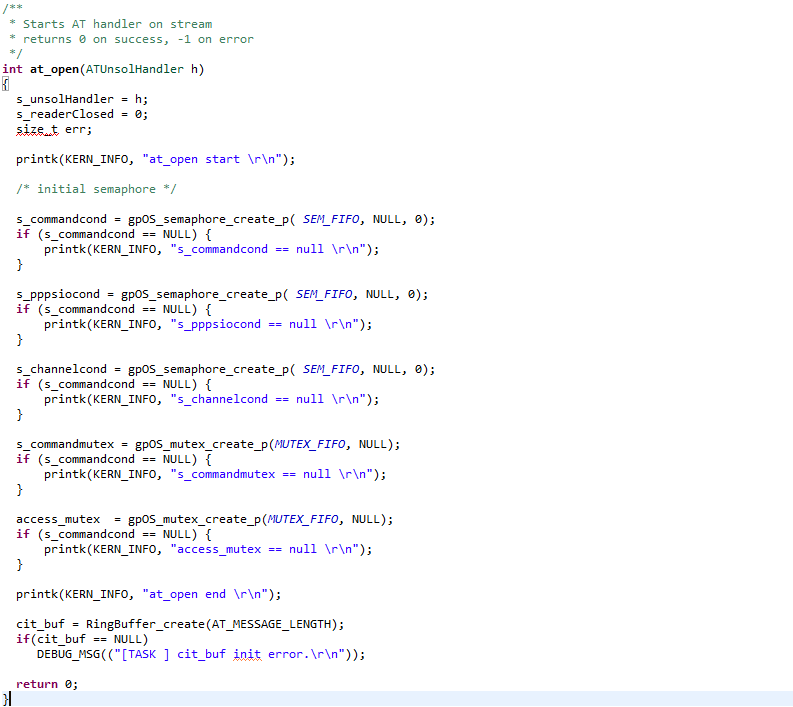 /**
 * Starts AT handler on stream
 * returns 0 on success, -1 on error
 */
int at_open(ATUnsolHandler h)
{
  s_unsolHandler = h;
  s_readerClosed = 0;
  size_t err;

  printk(KERN_INFO, "at_open start \r\n");

  /* initial semaphore */

  s_commandcond = gpOS_semaphore_create_p( SEM_FIFO, NULL, 0);
  if (s_commandcond == NULL) {
      printk(KERN_INFO, "s_commandcond == null \r\n");
  }

  s_pppsiocond = gpOS_semaphore_create_p( SEM_FIFO, NULL, 0);
  if (s_commandcond == NULL) {
      printk(KERN_INFO, "s_pppsiocond == null \r\n");
  }

  s_channelcond = gpOS_semaphore_create_p( SEM_FIFO, NULL, 0);
  if (s_commandcond == NULL) {
      printk(KERN_INFO, "s_channelcond == null \r\n");
  }

  s_commandmutex = gpOS_mutex_create_p(MUTEX_FIFO, NULL);
  if (s_commandcond == NULL) {
      printk(KERN_INFO, "s_commandmutex == null \r\n");
  }

  access_mutex  = gpOS_mutex_create_p(MUTEX_FIFO, NULL);
  if (s_commandcond == NULL) {
      printk(KERN_INFO, "access_mutex == null \r\n");
  }

  printk(KERN_INFO, "at_open end \r\n");

  cit_buf = RingBuffer_create(AT_MESSAGE_LENGTH);
  if(cit_buf == NULL)
     DEBUG_MSG(("[TASK ] cit_buf init error.\r\n"));

  return 0;
}